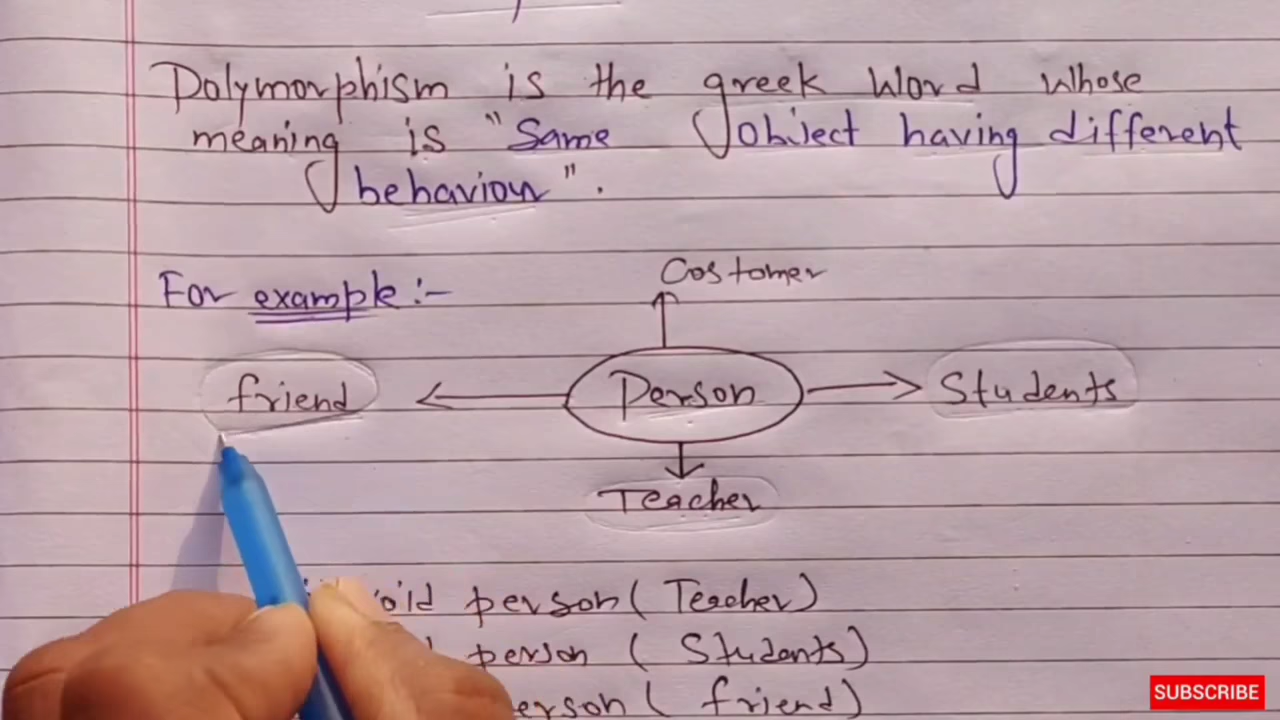 Polymorphism is the greek word whose
meaning is "Same object having different
behaviour".
For example:-
Costomer
friend
Person
Students
Teacher
person (Teacher)
person (Students)
(friend)
SUBSCRIBE